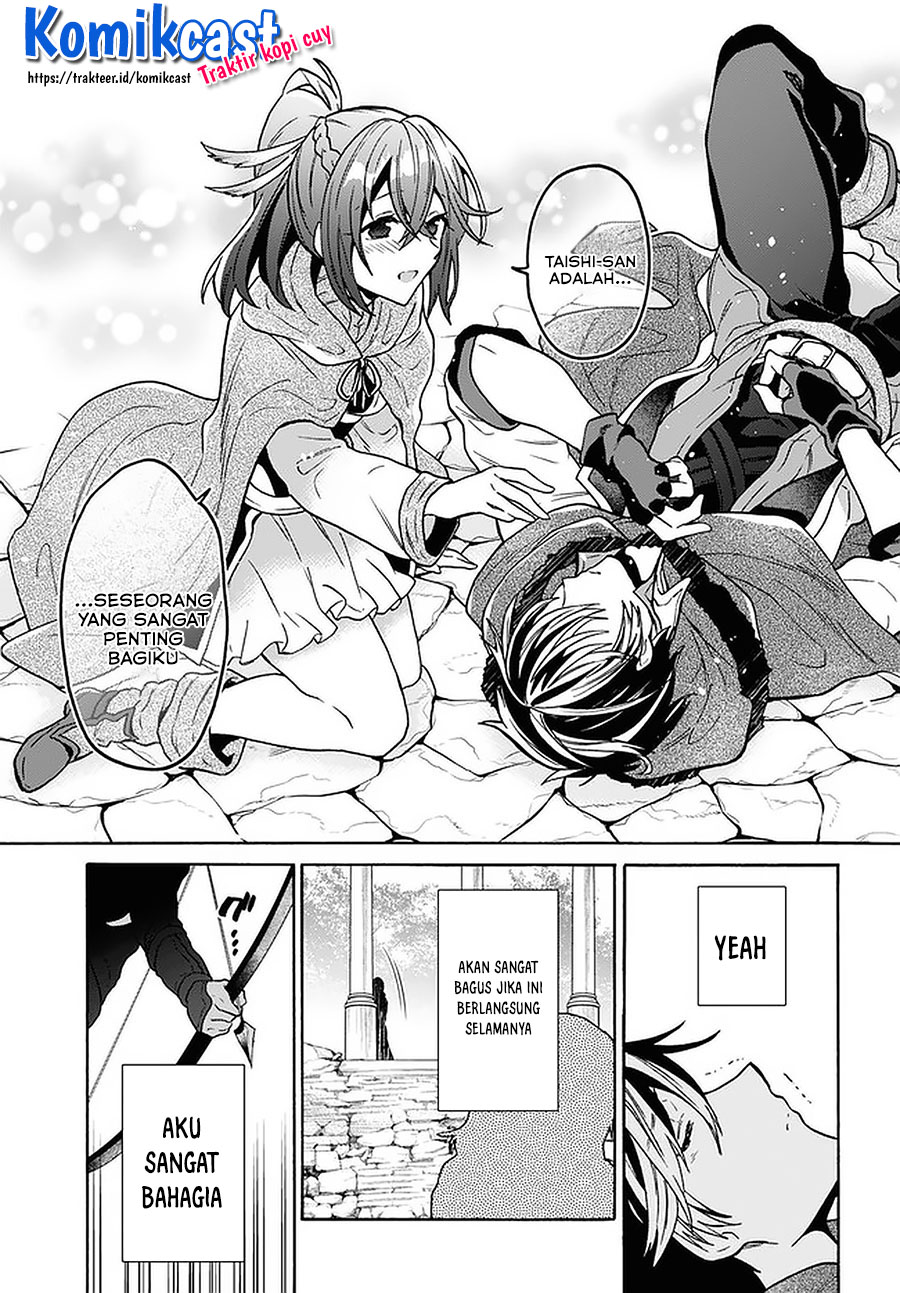 Komikcast
https://trakteer.id/komikcast
Traktir kopi cuy
TAISHI-SAN
ADALAH...
...SESEORANG
YANG SANGAT
PENTING
BAGIKU
YEAH
AKAN SANGAT
BAGUS JIKA INI
BERLANGSUNG
SELAMANYA
AKU
SANGAT
BAHAGIA